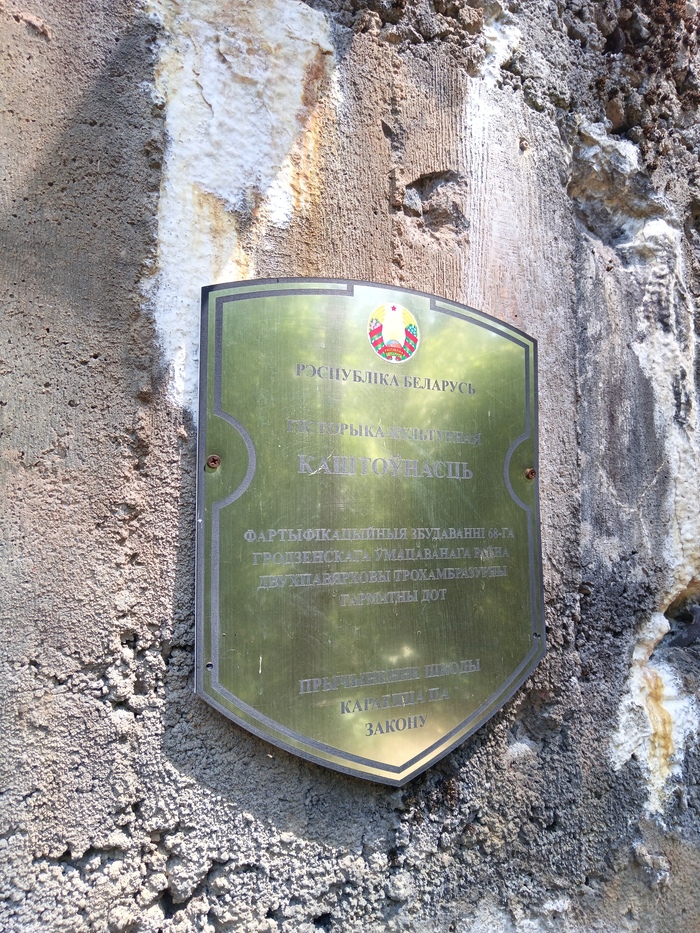 РЭСПУБЛІКА БЕЛАРУСЬ
ГІСТОРЫКА КУЛЬТУРНАЯ
КАШТОЎНАСЦЬ
ФАРТЫФІКАЦЫЙНЫЯ ЗБУДАВАННІ 68-ГА
ГРОДЗЕНСКАГА ЎМАЦАВАНАГА РАЁНА
ДВУХПАВЯРХОВЫ ТРОХАМБРАЗУРНЫ
ГАРМАТНЫ ДОТ
ПРЫЧЫНЕННЕ ШКОДЫ
КАРАЕЦЦА ПА
ЗАКОНУ